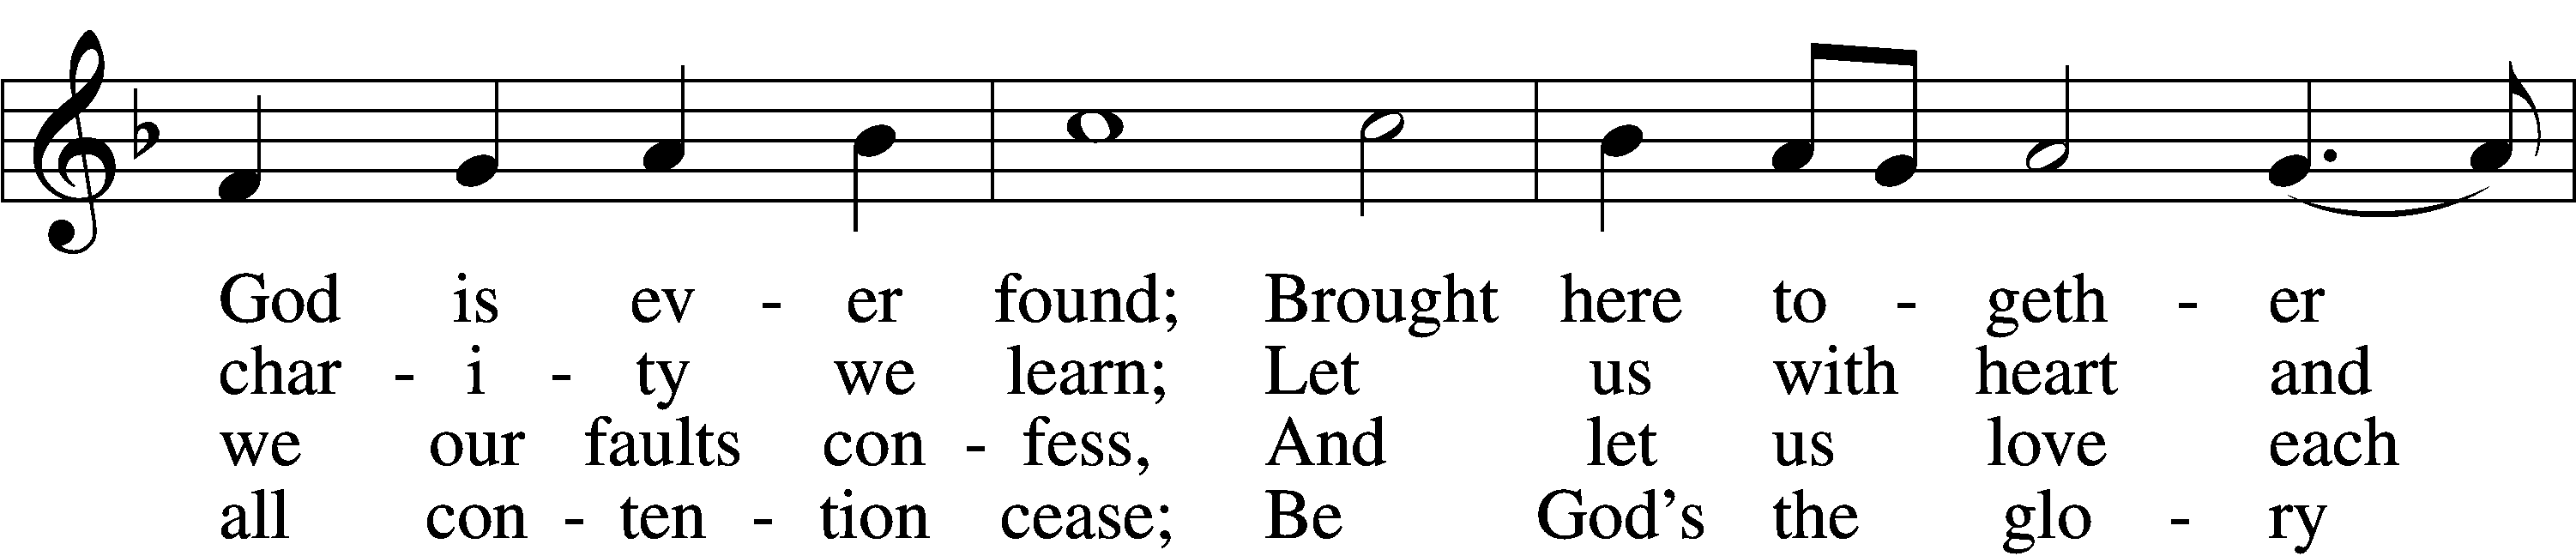 God is ev - er found; Brought here to - geth - er
char - i - ty we learn; Let us with heart and
we our faults con - fess, And let us love each
all con - ten - tion cease; Be God's the glo - ry